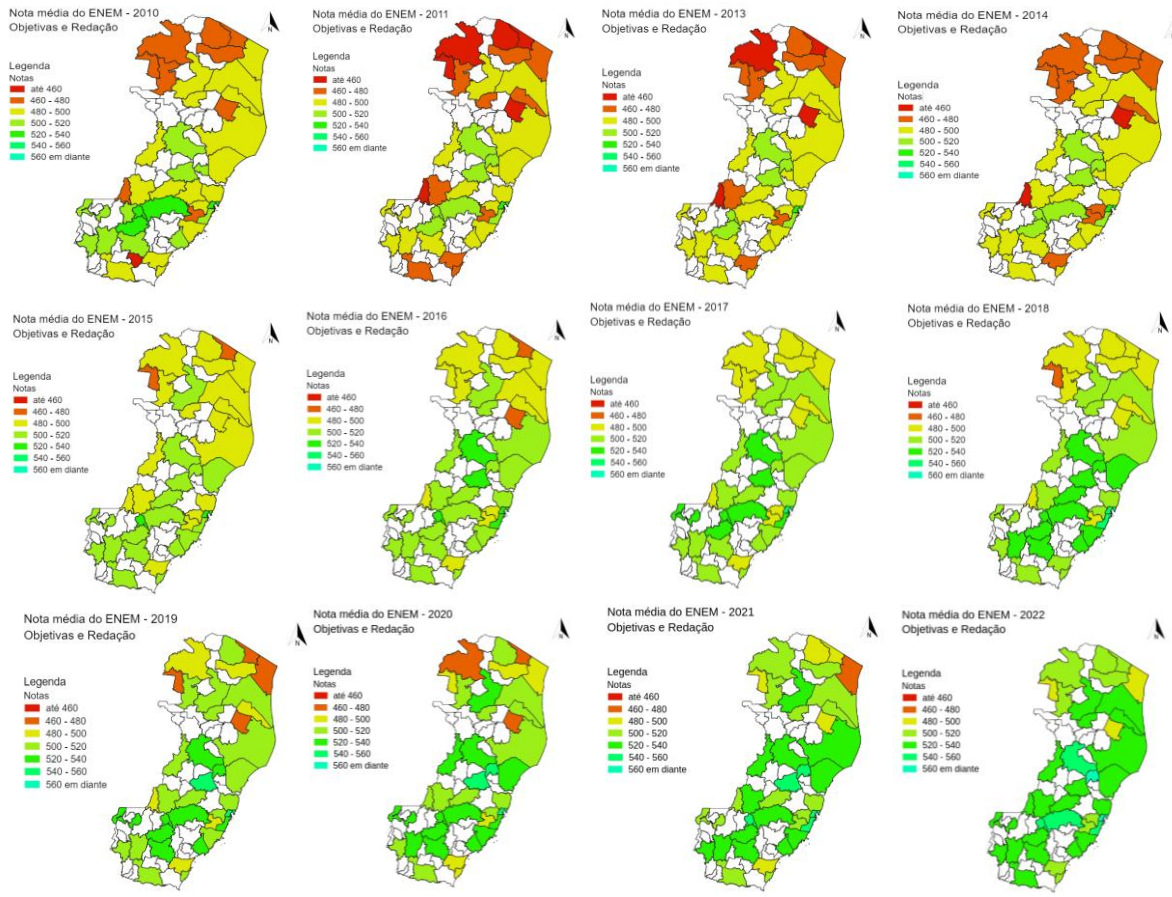 Nota média do ENEM - 2010
Objetivas e Redação
N
Legenda
Notas
até 460
460 - 480
480 - 500
500 - 520
520 - 540
540 - 560
560 em diante
Nota média do ENEM - 2011
Objetivas e Redação
N
Legenda
Notas
até 460
460 - 480
480 - 500
500 - 520
520 - 540
540 - 560
560 em diante
Nota média do ENEM - 2013
Objetivas e Redação
N
Legenda
Notas
até 460
460 - 480
480 - 500
500 - 520
520 - 540
540 - 560
560 em diante
Nota média do ENEM - 2014
Objetivas e Redação
N
Legenda
Notas
até 460
460 - 480
480 - 500
500 - 520
520 - 540
540 - 560
560 em diante
Nota média do ENEM - 2015
Objetivas e Redação
N
Legenda
Notas
até 460
460 - 480
480 - 500
500 - 520
520 - 540
540 - 560
560 em diante
Nota média do ENEM - 2016
Objetivas e Redação
N
Legenda
Notas
até 460
460 - 480
480 - 500
500 - 520
520 - 540
540 - 560
560 em diante
Nota média do ENEM - 2017
Objetivas e Redação
N
Legenda
Notas
até 460
460 - 480
480 - 500
500 - 520
520 - 540
540 - 560
560 em diante
Nota média do ENEM - 2018
Objetivas e Redação
N
Legenda
Notas
até 460
460 - 480
480 - 500
500 - 520
520 - 540
540 - 560
560 em diante
Nota média do ENEM - 2019
Objetivas e Redação
N
Legenda
Notas
até 460
460 - 480
480 - 500
500 - 520
520 - 540
540 - 560
560 em diante
Nota média do ENEM - 2020
Objetivas e Redação
N
Legenda
Notas
até 460
460 - 480
480 - 500
500 - 520
520 - 540
540 - 560
560 em diante
Nota média do ENEM - 2021
Objetivas e Redação
N
Legenda
Notas
até 460
460 - 480
480 - 500
500 - 520
520 - 540
540 - 560
560 em diante
Nota média do ENEM - 2022
Objetivas e Redação
N
Legenda
Notas
até 460
460 - 480
480 - 500
500 - 520
520 - 540
540 - 560
560 em diante